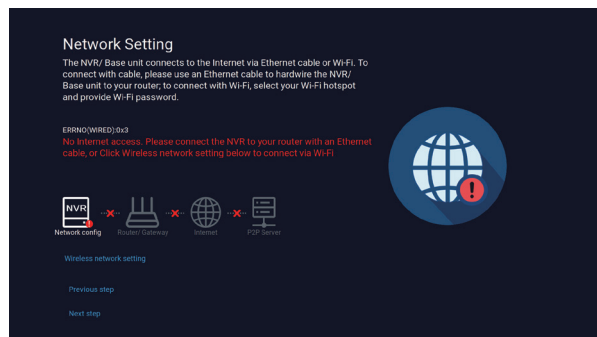 Network Setting
The NVR/ Base unit connects to the Internet via Ethernet cable or Wi-Fi. To
connect with cable, please use an Ethernet cable to hardwire the NVR/
Base unit to your router; to connect with Wi-Fi, select your Wi-Fi hotspot
and provide Wi-Fi password.
ERRNO(WIRED):0x3
No Internet access. Please connect the NVR to your router with an Ethernet
cable, or Click Wireless network setting below to connect via Wi-Fi
NVR
Network config Router/ Gateway Internet P2P Server
Wireless network setting
Previous step
Next step